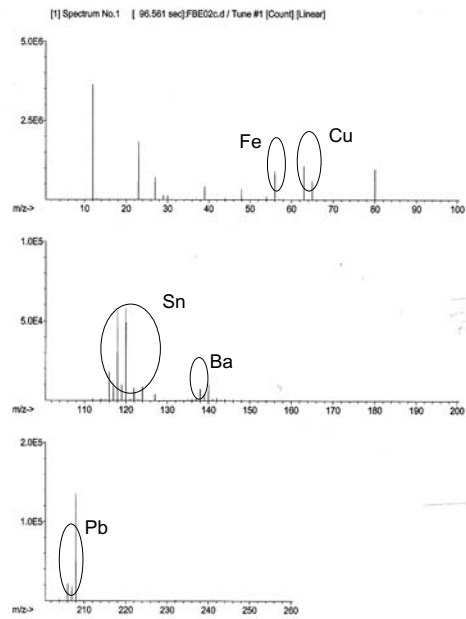 [1] Spectrum No.1 [ 96.561 sec]:FBE02c.d / Tune #1 [Count] [Linear]
5.0E6
2.5E6
Fe
Cu
m/z-> 10 20 30 40 50 60 70 80 90 100
1.0E5
5.0E4
Sn
Ba
m/z-> 110 120 130 140 150 160 170 180 190 200
2.0E5
1.0E5
Pb
m/z-> 210 220 230 240 250 260